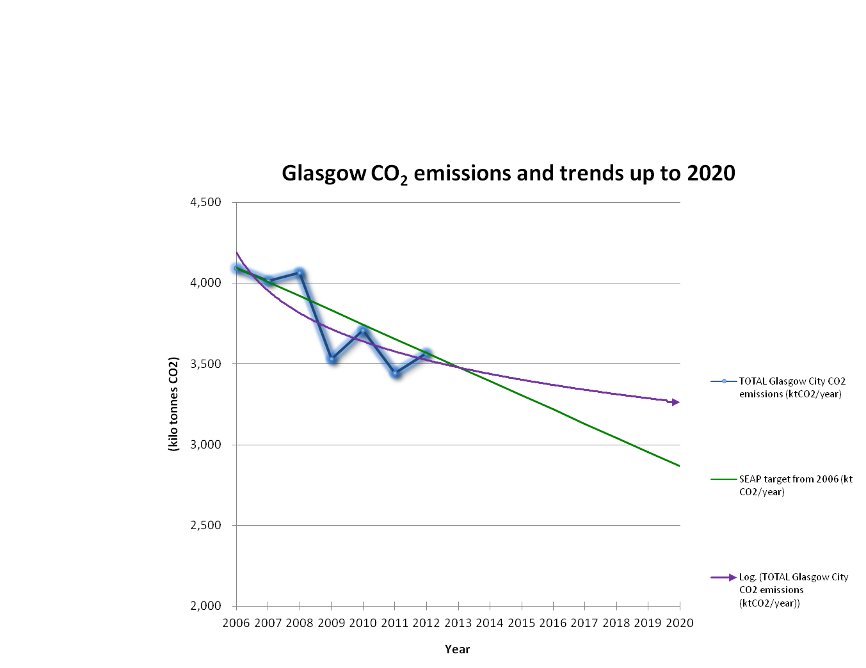 Glasgow CO2 emissions and trends up to 2020
4,500
4,000
3,500
3,000
2,500
2,000
(kilo tonnes CO2)
2006 2007 2008 2009 2010 2011 2012 2013 2014 2015 2016 2017 2018 2019 2020
Year
TOTAL Glasgow City CO2
emissions (ktCO2/year)
SEAP target from 2006 (kt
CO2/year)
Log. (TOTAL Glasgow City
CO2 emissions
(ktCO2/year))